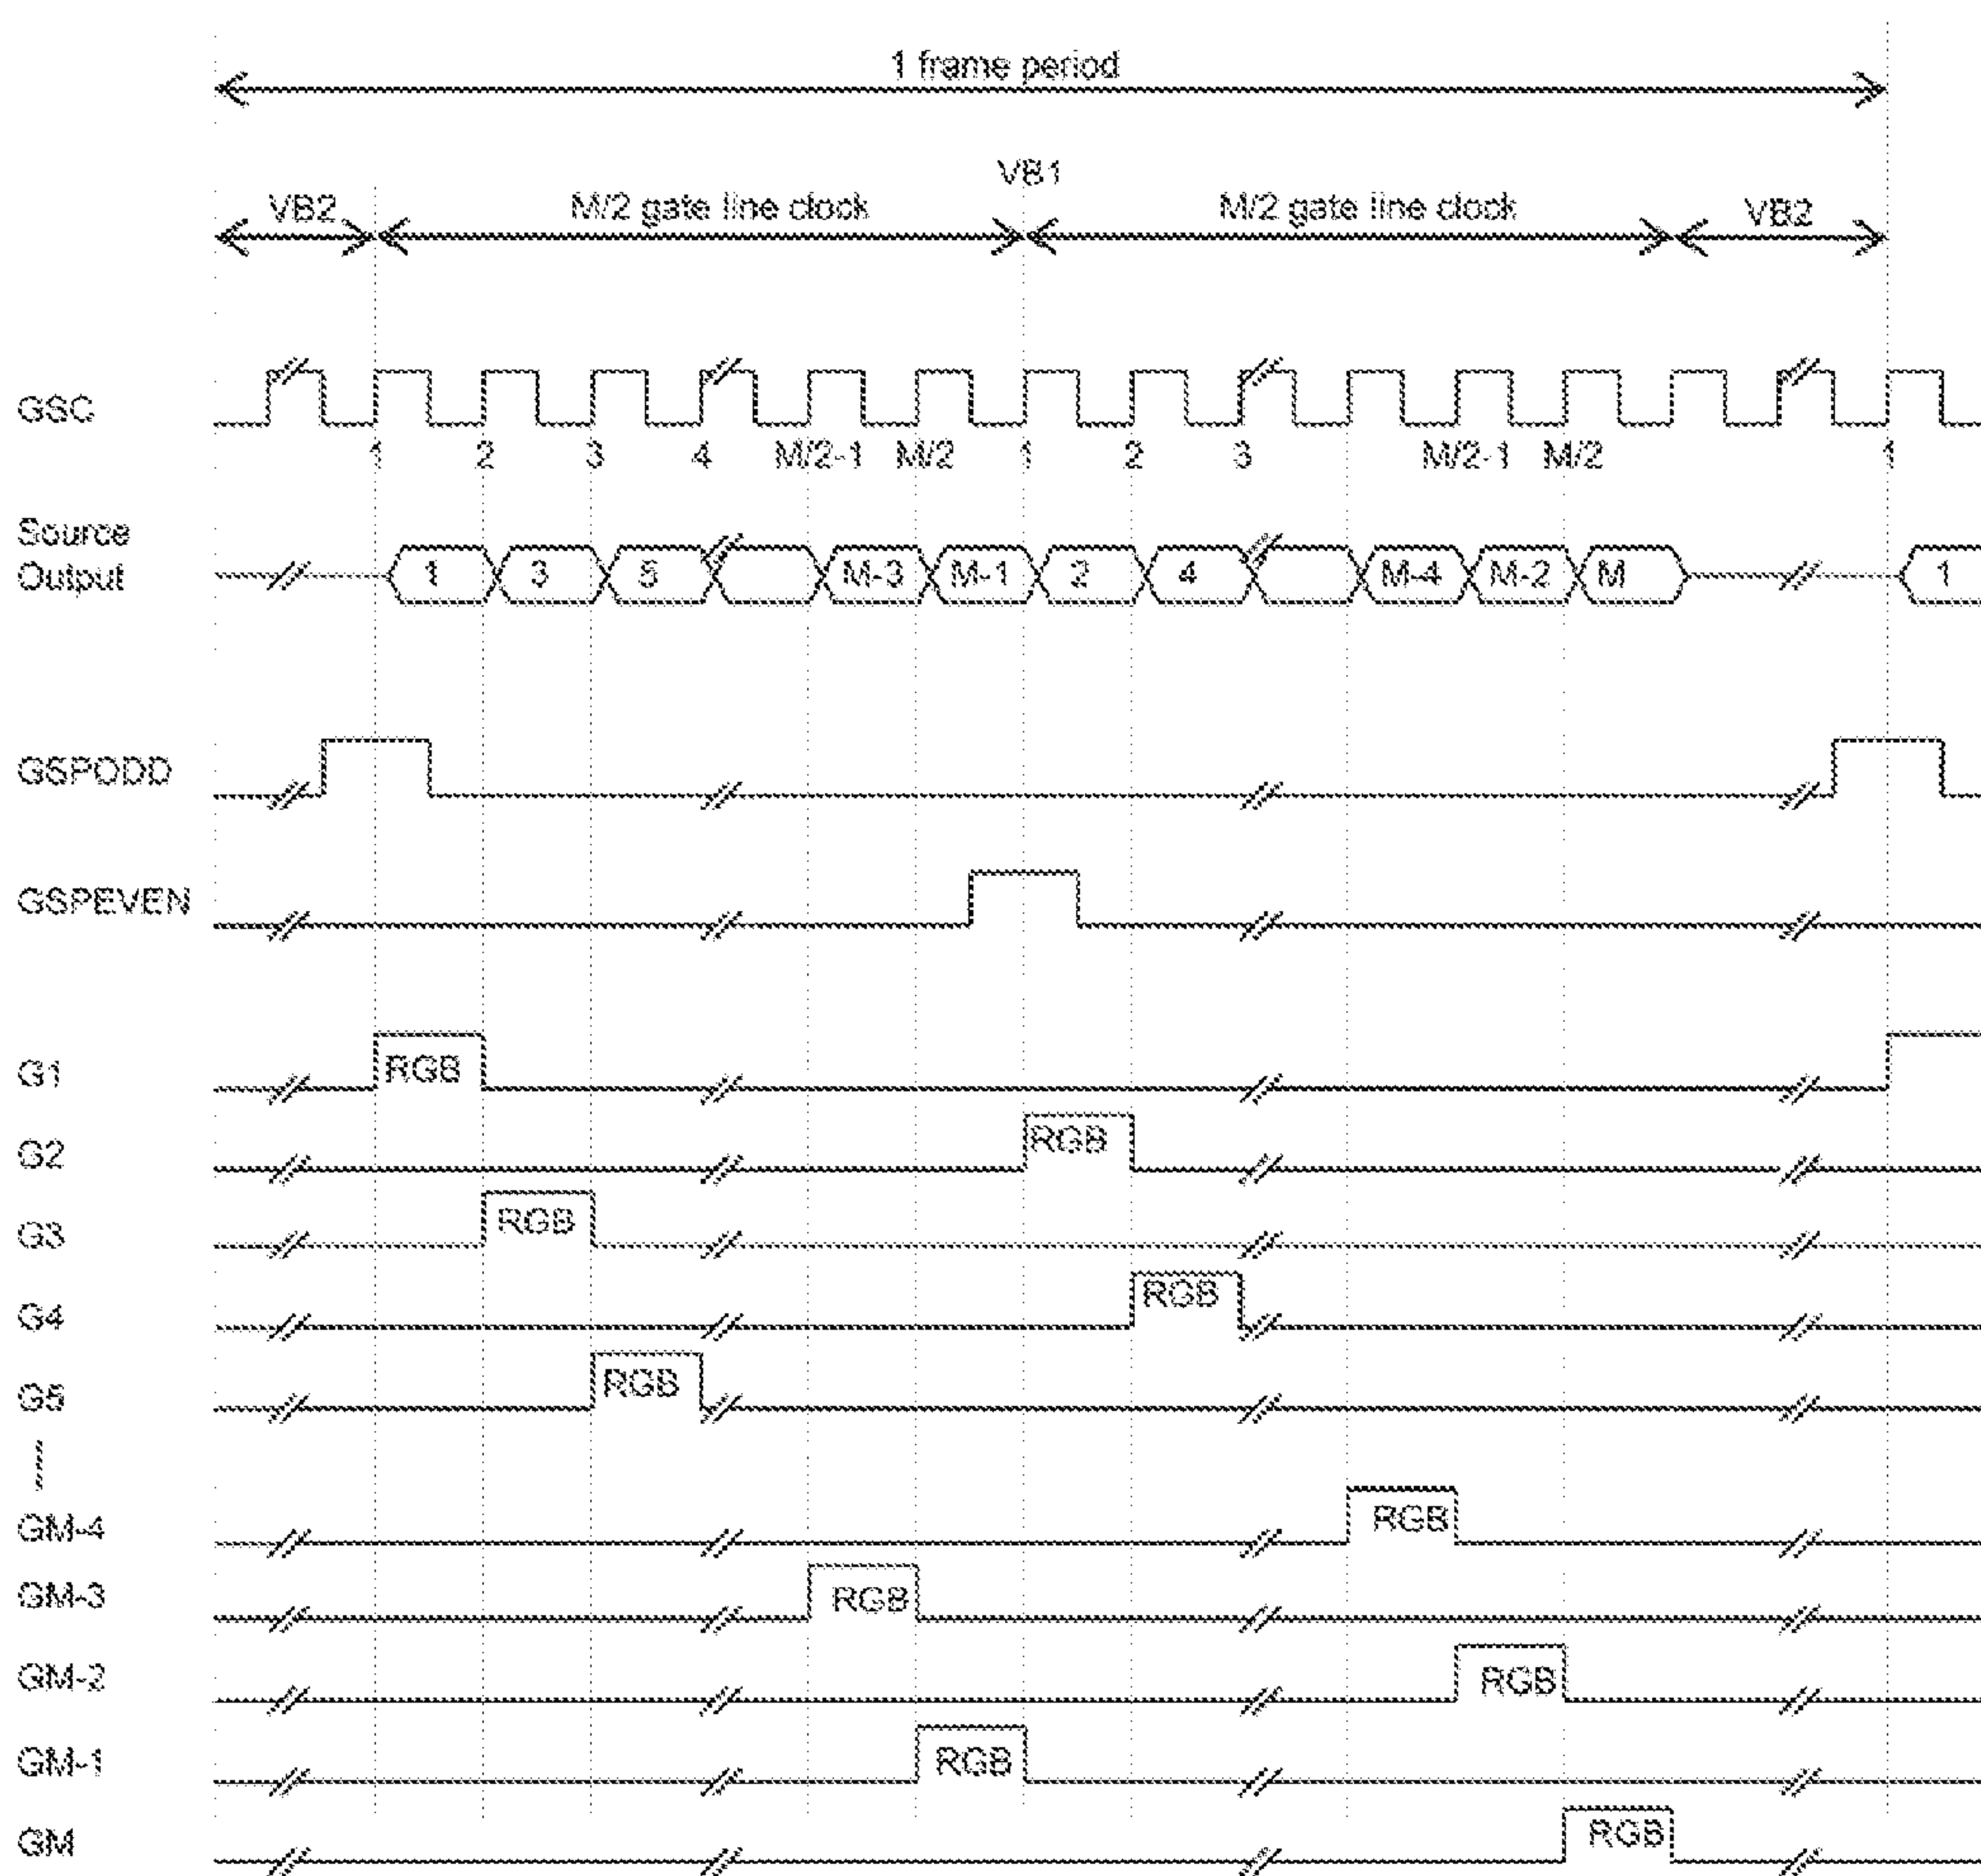 1 frame period
VB1
VB2 M/2 gate line clock M/2 gate line clock VB2
GSC
1 2 3 4 M/2-1 M/2 1 2 3 M/2-1 M/2 1
Source
Output
1 3 5 M-3 M-1 2 4 M-4 M-2 M 1
GSPODD
GSPEVEN
G1 RGB
G2 RGB
G3 RGB
G4 RGB
G5 RGB
GM-4 RGB
GM-3 RGB
GM-2 RGB
GM-1 RGB
GM RGB